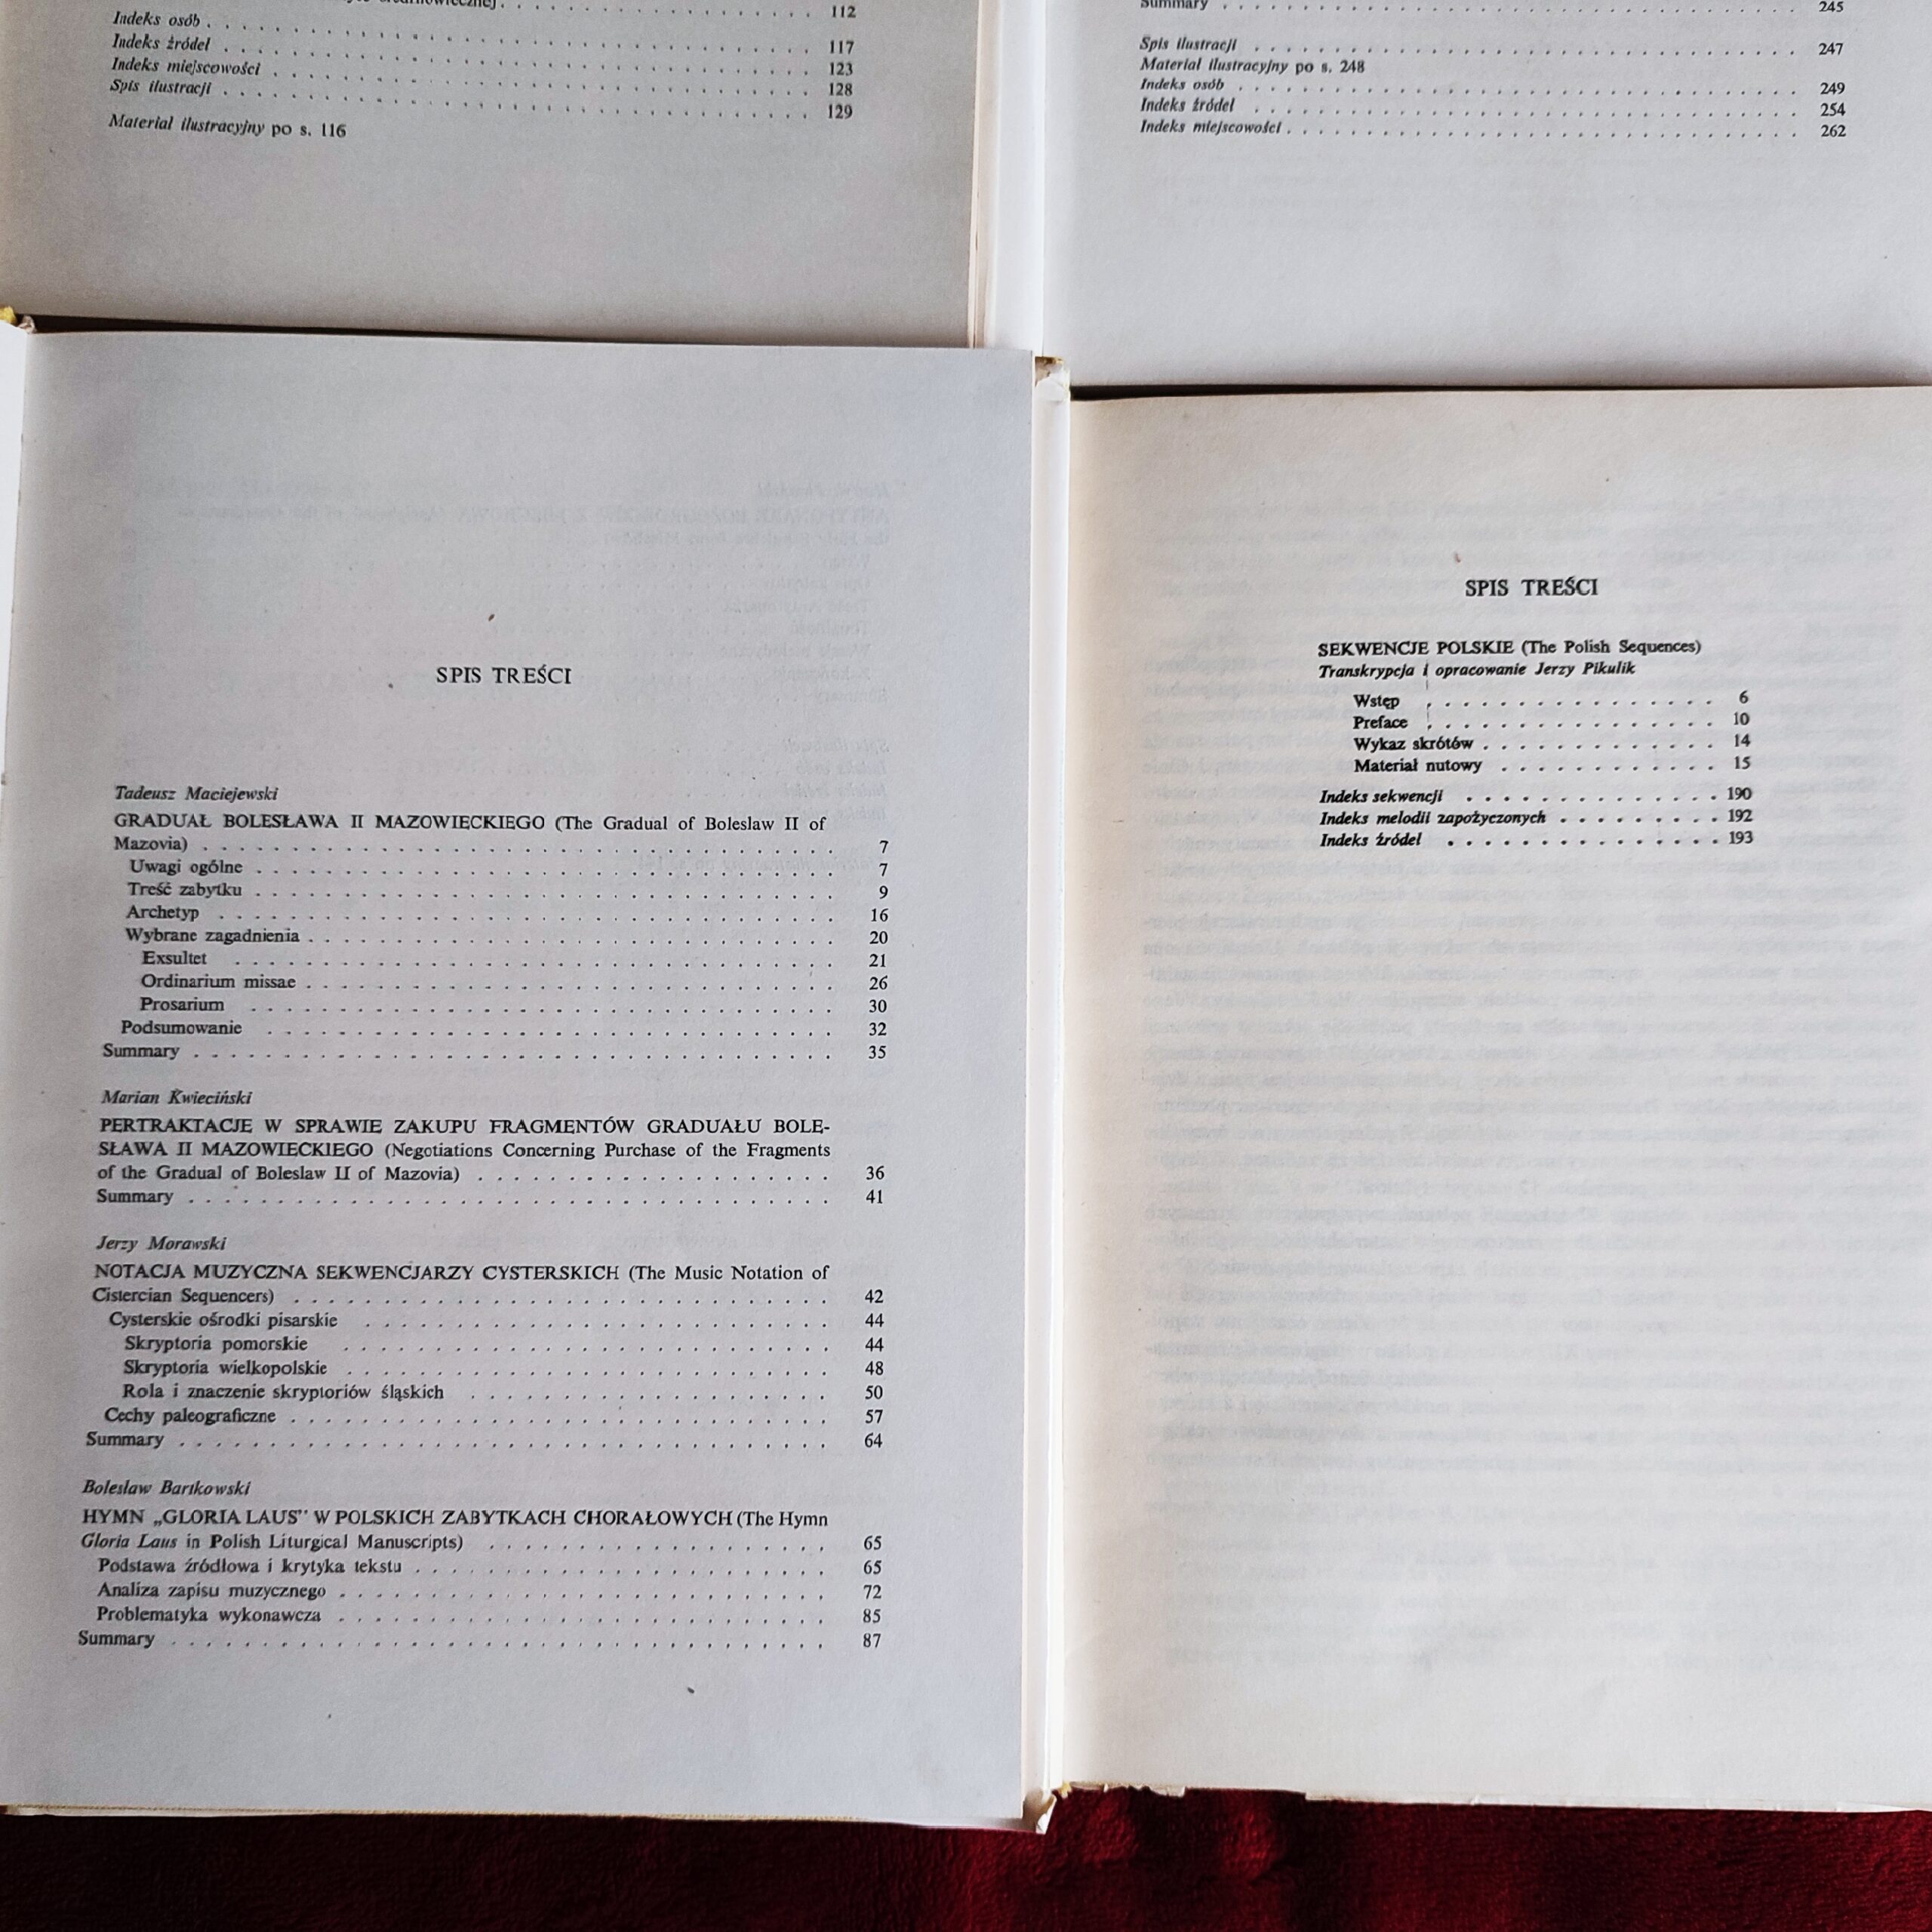 112
Indeks osób . . . . . . . . . . 117
Indeks źródeł . . . . . . . . . . 123
Indeks miejscowości . . . . . . . . . . 128
Spis ilustracji . . . . . . . . . . 129
Materiał ilustracyjny po s. 116
Summary . . . . . . . . . . 245
Spis ilustracji . . . . . . . . . . 247
Materiał ilustracyjny po s. 248
Indeks osób . . . . . . . . . . 249
Indeks źródeł . . . . . . . . . . 254
Indeks miejscowości . . . . . . . . . . 262
SPIS TREŚCI
Tadeusz Maciejewski
GRADUAŁ BOLESŁAWA II MAZOWIECKIEGO (The Gradual of Boleslaw II of
Mazovia) . . . . . . . . . . 7
Uwagi ogólne . . . . . . . . . . 7
Treść zabytku . . . . . . . . . . 9
Archetyp . . . . . . . . . . 16
Wybrane zagadnienia . . . . . . . . . . 20
Exsultet . . . . . . . . . . 21
Ordinarium missae . . . . . . . . . . 26
Prosarium . . . . . . . . . . 30
Podsumowanie . . . . . . . . . . 32
Summary . . . . . . . . . . 35
Marian Kwieciński
PERTRAKTACJE W SPRAWIE ZAKUPU FRAGMENTÓW GRADUAŁU BOLE-
SŁAWA II MAZOWIECKIEGO (Negotiations Concerning Purchase of the Fragments
of the Gradual of Boleslaw II of Mazovia) . . . . . . . . . . 36
Summary . . . . . . . . . . 41
Jerzy Morawski
NOTACJA MUZYCZNA SEKWENCJARZY CYSTERSKICH (The Music Notation of
Cistercian Sequencers) . . . . . . . . . . 42
Cysterskie ośrodki pisarskie . . . . . . . . . . 44
Skryptoria pomorskie . . . . . . . . . . 44
Skryptoria wielkopolskie . . . . . . . . . . 48
Rola i znaczenie skryptoriów śląskich . . . . . . . . . . 50
Cechy paleograficzne . . . . . . . . . . 57
Summary . . . . . . . . . . 64
Bolesław Bartkowski
HYMN „GLORIA LAUS" W POLSKICH ZABYTKACH CHORAŁOWYCH (The Hymn
Gloria Laus in Polish Liturgical Manuscripts) . . . . . . . . . . 65
Podstawa źródłowa i krytyka tekstu . . . . . . . . . . 65
Analiza zapisu muzycznego . . . . . . . . . . 72
Problematyka wykonawcza . . . . . . . . . . 85
Summary . . . . . . . . . . 87
SPIS TREŚCI
SEKWENCJE POLSKIE (The Polish Sequences)
Transkrypcja i opracowanie Jerzy Pikulik
Wstęp . . . . . . . . . . 6
Preface . . . . . . . . . . 10
Wykaz skrótów . . . . . . . . . . 14
Materiał nutowy . . . . . . . . . . 15
Indeks sekwencji . . . . . . . . . . 190
Indeks melodii zapożyczonych . . . . . . . . . . 192
Indeks źródeł . . . . . . . . . . 193